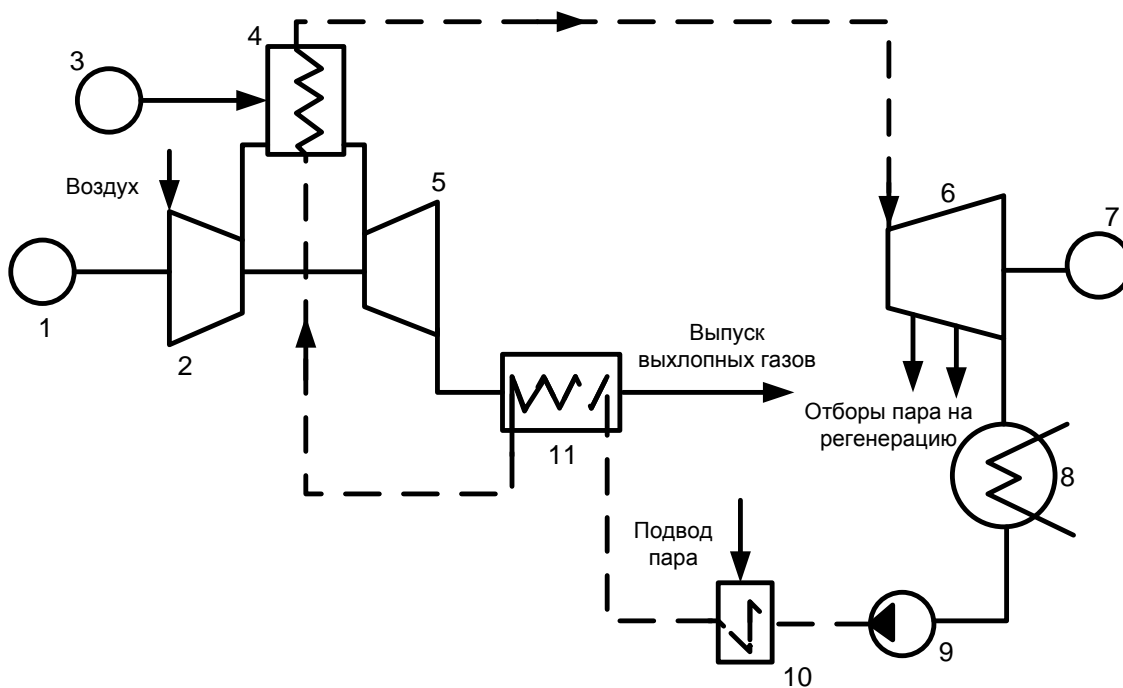 4
3
5
Воздух
6
7
1
2
Выпуск
выхлопных газов
Отборы пара на
регенерацию
11
8
Подвод
пара
9
10